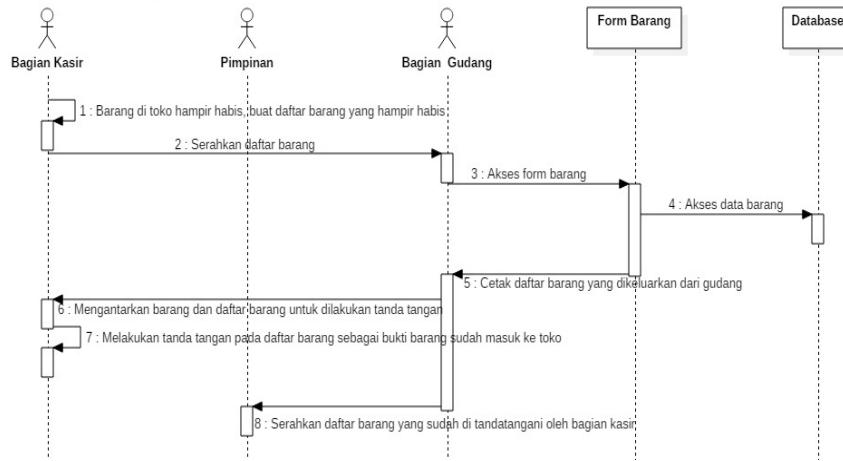 Bagian Kasir
Pimpinan
Bagian Gudang
Form Barang
Database
1 : Barang di toko hampir habis, buat daftar barang yang hampir habis
2 : Serahkan daftar barang
3 : Akses form barang
4 : Akses data barang
5 : Cetak daftar barang yang dikeluarkan dari gudang
6 : Mengantarkan barang dan daftar barang untuk dilakukan tanda tangan
7 : Melakukan tanda tangan pada daftar barang sebagai bukti barang sudah masuk ke toko
8 : Serahkan daftar barang yang sudah di tandatangani oleh bagian kasir